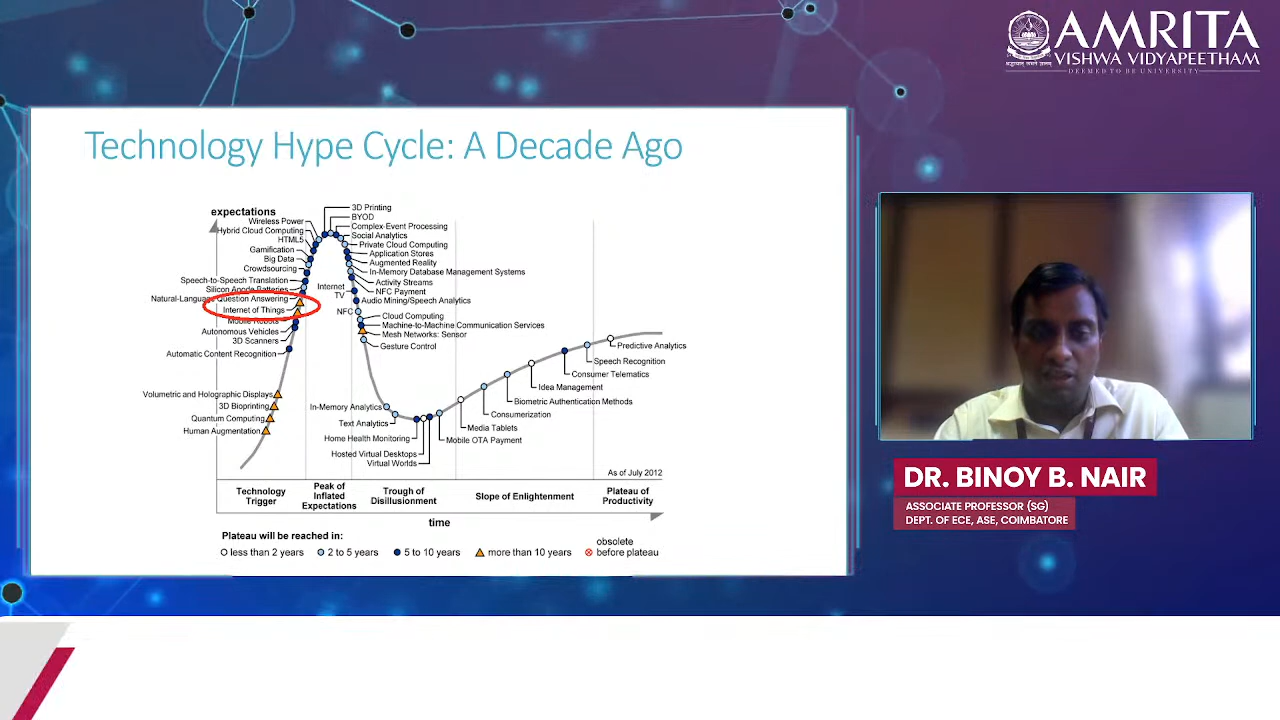 AMRITA
VISHWA VIDYAPEETHAM
DEEMED TO BE UNIVERSITY
Technology Hype Cycle: A Decade Ago
expectations
Wireless Power
Hybrid Cloud Computing
HTML5
Gamification
Big Data
Crowdsourcing
Speech-to-Speech Translation
Silicon Anode Batteries
Natural-Language Question Answering
Internet of Things
Mobile Robots
Autonomous Vehicles
3D Scanners
Automatic Content Recognition
Volumetric and Holographic Displays
3D Bioprinting
Quantum Computing
Human Augmentation
3D Printing
BYOD
Complex-Event Processing
Social Analytics
Private Cloud Computing
Application Stores
Augmented Reality
In-Memory Database Management Systems
Activity Streams
NFC Payment
Internet
TV
Audio Mining/Speech Analytics
NFC
Cloud Computing
Machine-to-Machine Communication Services
Mesh Networks: Sensor
Gesture Control
In-Memory Analytics
Text Analytics
Home Health Monitoring
Hosted Virtual Desktops
Virtual Worlds
Predictive Analytics
Speech Recognition
Consumer Telematics
Idea Management
Biometric Authentication Methods
Consumerization
Media Tablets
Mobile OTA Payment
As of July 2012
Technology
Trigger
Peak of
Inflated
Expectations
Trough of
Disillusionment
Slope of Enlightenment
Plateau of
Productivity
time
Plateau will be reached in:
less than 2 years
2 to 5 years
5 to 10 years
more than 10 years
obsolete
before plateau
DR. BINOY B. NAIR
ASSOCIATE PROFESSOR (SG)
DEPT. OF ECE, ASE, COIMBATORE